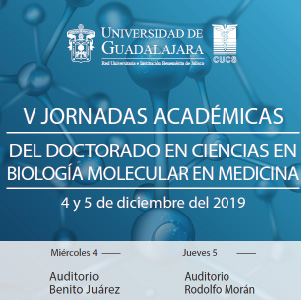 UNIVERSIDAD DE
GUADALAJARA
Red Universitaria e Institución Benemérita de Jalisco
CUCS
V JORNADAS ACADÉMICAS
DEL DOCTORADO EN CIENCIAS EN
BIOLOGÍA MOLECULAR EN MEDICINA
4 y 5 de diciembre del 2019
Miércoles 4
Auditorio
Benito Juárez
Jueves 5
Auditorio
Rodolfo Morán